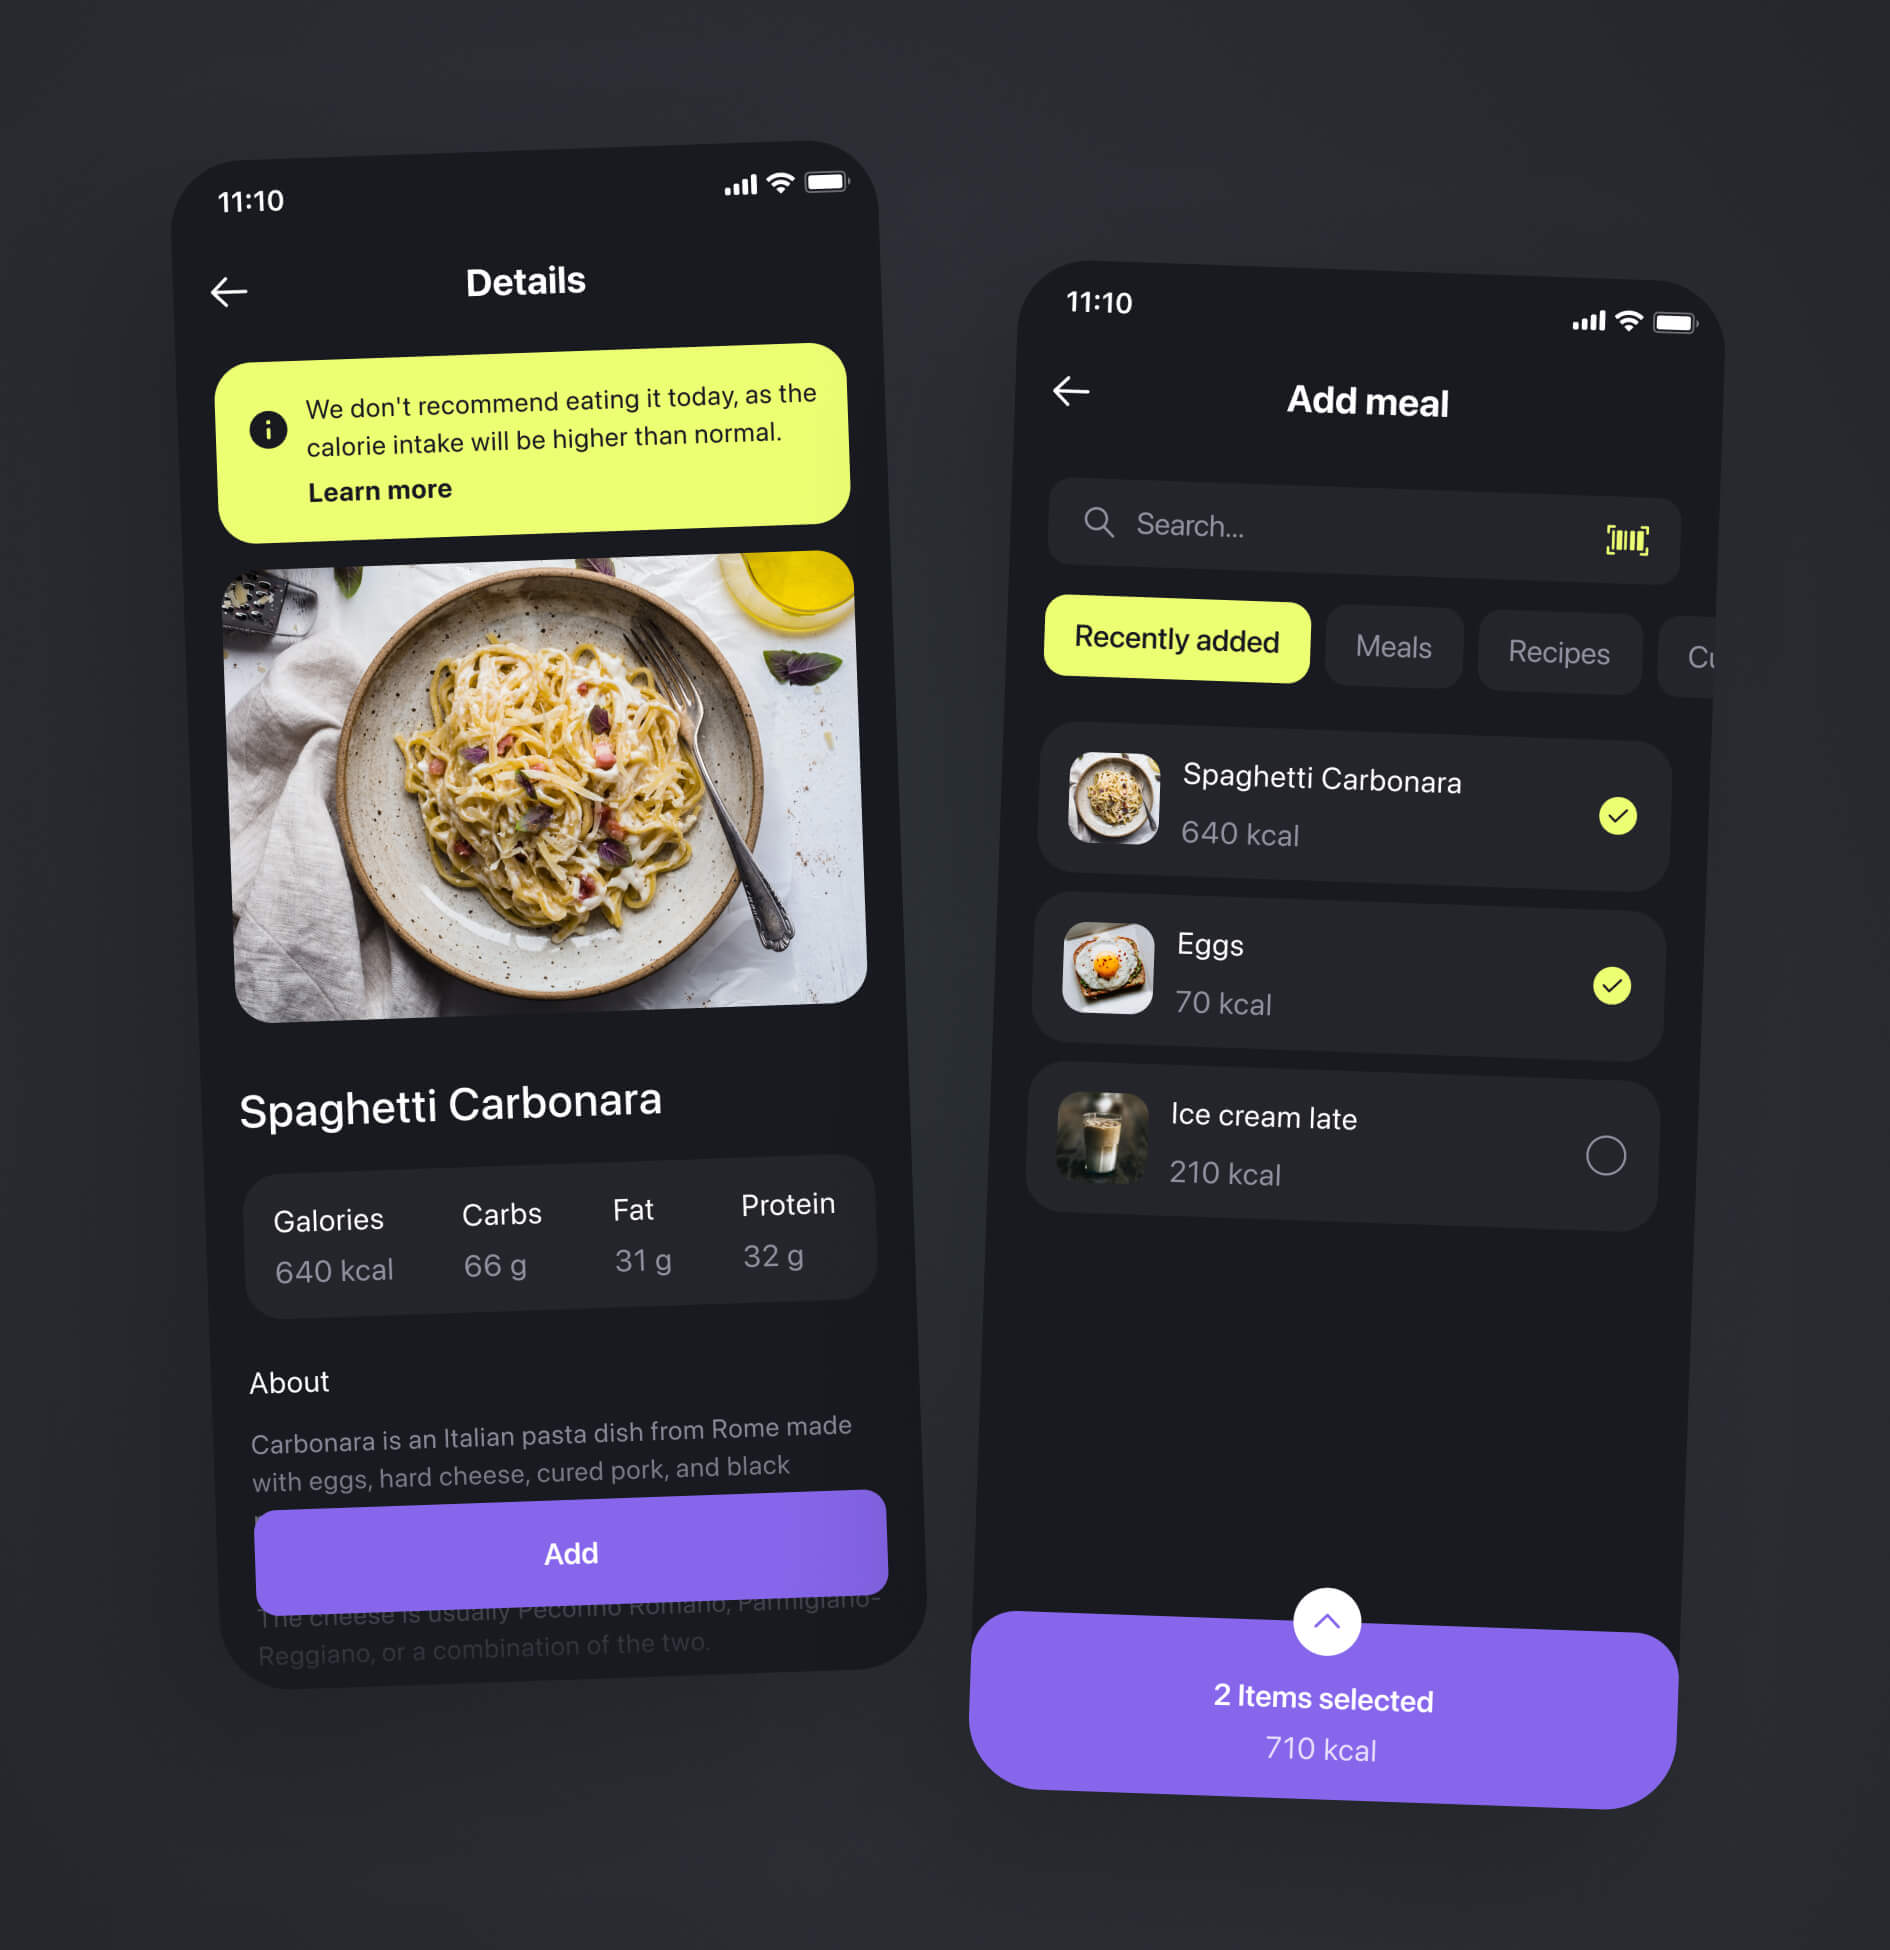 11:10
Details
We don't recommend eating it today, as the
calorie intake will be higher than normal.
Learn more
Spaghetti Carbonara
Galories
Carbs
Fat
Protein
640 kcal
66 g
31 g
32 g
About
Carbonara is an Italian pasta dish from Rome made
with eggs, hard cheese, cured pork, and black
Add
The cheese is usually Pecorino Romano, Parmigiano-
Reggiano, or a combination of the two.
11:10
Add meal
Search...
Recently added
Meals
Recipes
Spaghetti Carbonara
640 kcal
Eggs
70 kcal
Ice cream late
210 kcal
2 Items selected
710 kcal